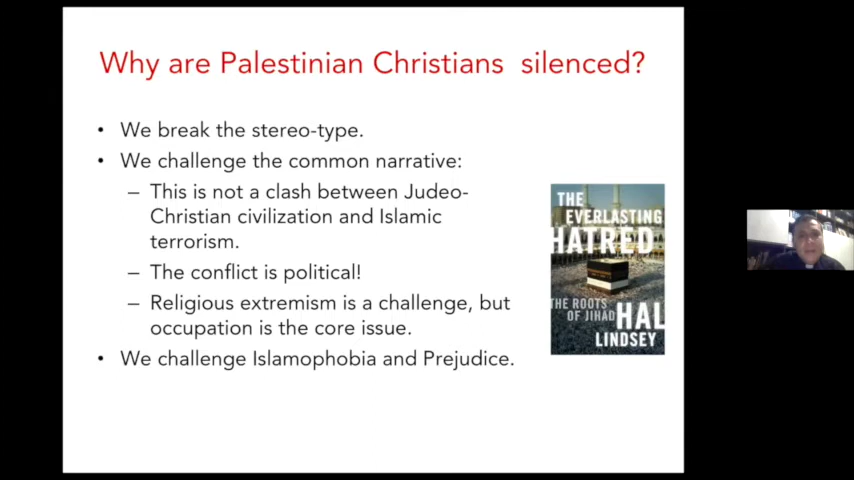 Why are Palestinian Christians silenced?
• We break the stereo-type.
• We challenge the common narrative:
– This is not a clash between Judeo-
Christian civilization and Islamic
terrorism.
– The conflict is political!
– Religious extremism is a challenge, but
occupation is the core issue.
• We challenge Islamophobia and Prejudice.
THE
EVERLASTING
HATRED
THE ROOTS
OF JIHAD
HAL
LINDSEY